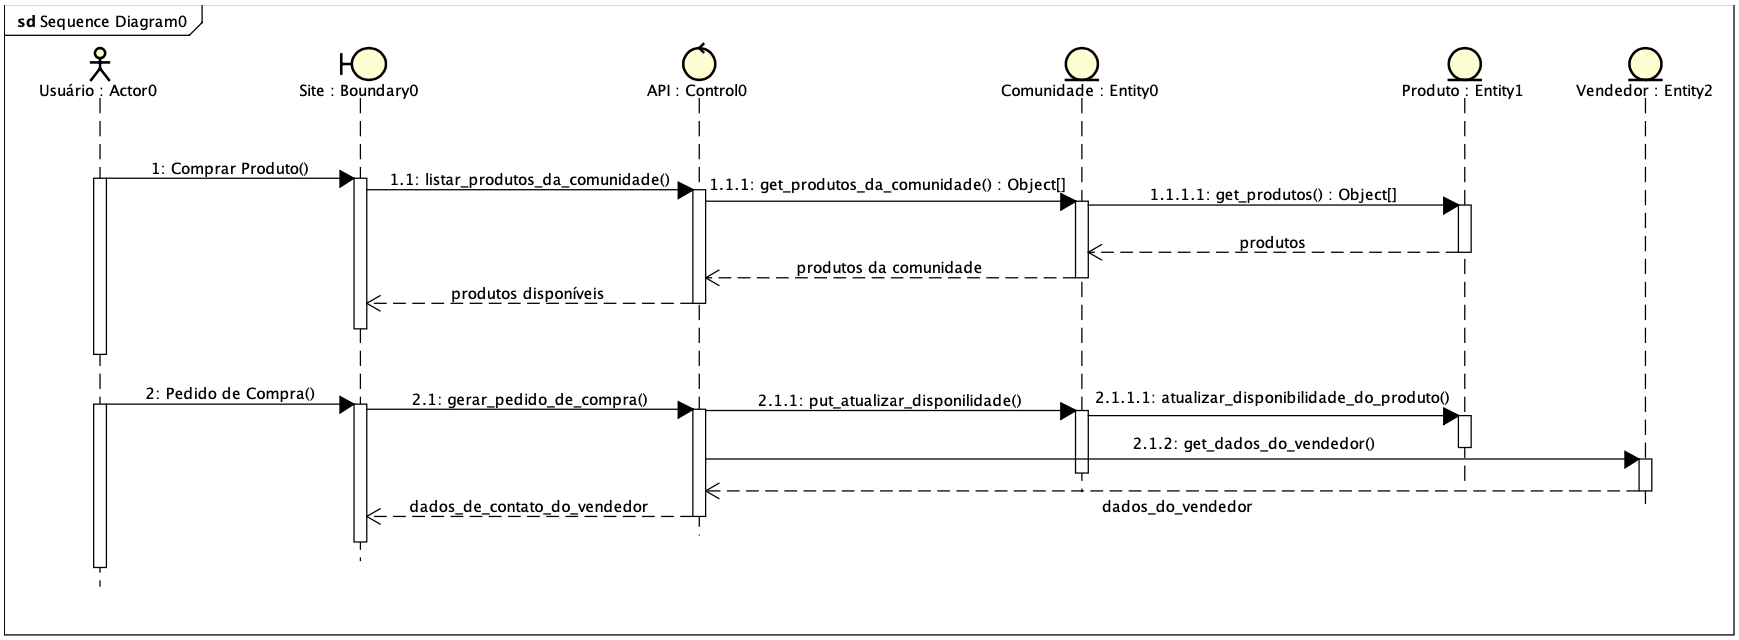 sd Sequence Diagram0
Usuário : Actor0
Site : Boundary0
API : Control0
Comunidade : Entity0
Produto : Entity1
Vendedor : Entity2
1: Comprar Produto()
1.1: listar_produtos_da_comunidade()
1.1.1: get_produtos_da_comunidade() : Object[]
1.1.1.1: get_produtos() : Object[]
produtos
produtos da comunidade
produtos disponíveis
2: Pedido de Compra()
2.1: gerar_pedido_de_compra()
2.1.1: put_atualizar_disponilidade()
2.1.1.1: atualizar_disponibilidade_do_produto()
2.1.2: get_dados_do_vendedor()
dados_do_vendedor
dados_de_contato_do_vendedor